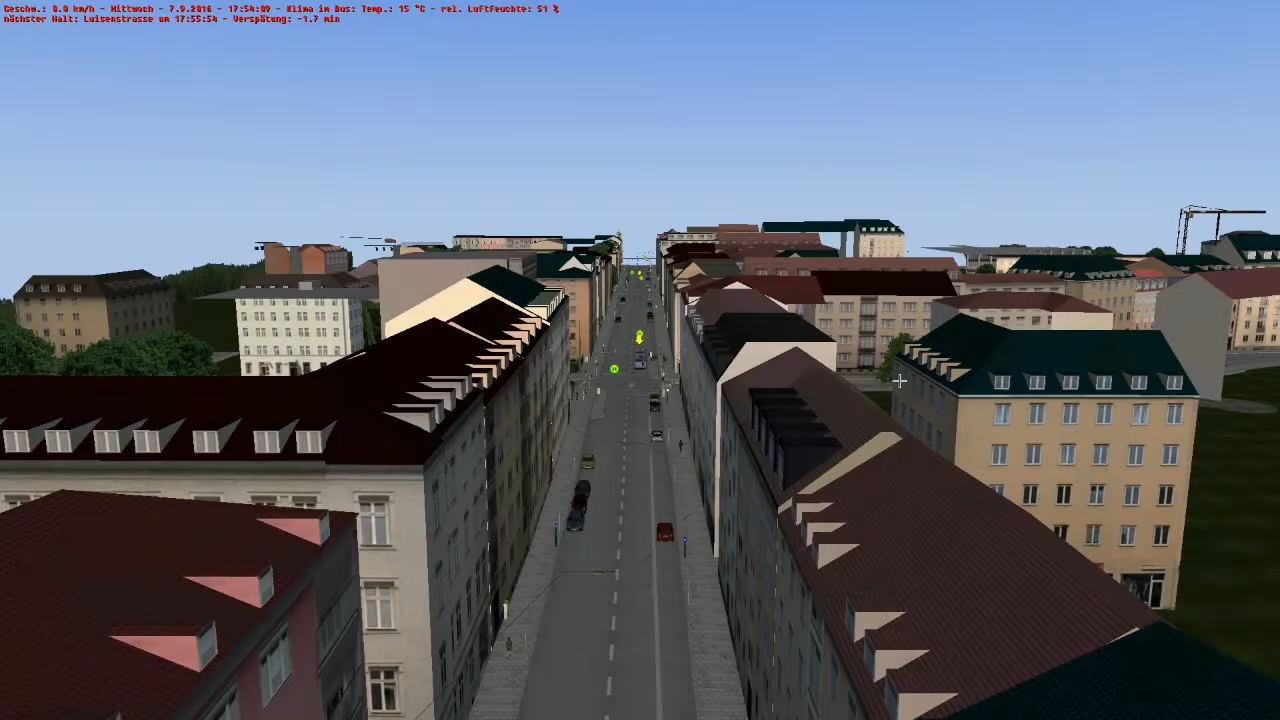 Geschw.: 0.0 km/h - Mittwoch - 7.9.2016 - 17:54:09 - Klima im Bus: Temp.: 15 °C - rel. Luftfeuchte: 51 %
nächster Halt: Luisenstrasse um 17:55:54 - Verspätung: -1.7 min